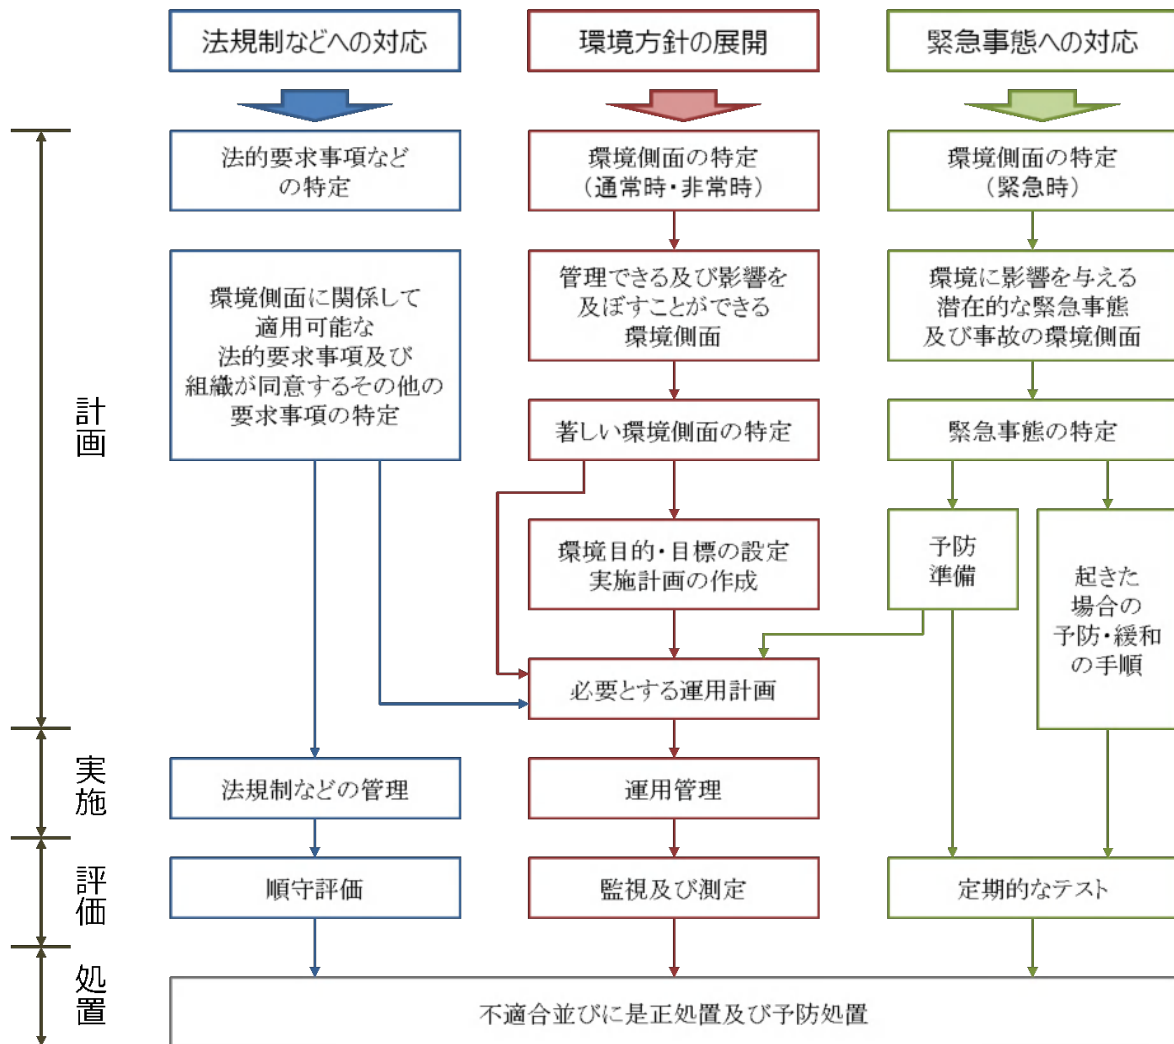 法規制などへの対応
環境方針の展開
緊急事態への対応
計画
実施
評価
処置
法的要求事項など
の特定
環境側面の特定
(通常時・非常時)
環境側面の特定
(緊急時)
環境側面に関係して
適用可能な
法的要求事項及び
組織が同意するその他の
要求事項の特定
管理できる及び影響を
及ぼすことができる
環境側面
環境に影響を与える
潜在的な緊急事態
及び事故の環境側面
著しい環境側面の特定
緊急事態の特定
環境目的・目標の設定
実施計画の作成
予防
準備
起きた
場合の
予防・緩和
の手順
必要とする運用計画
法規制などの管理
運用管理
順守評価
監視及び測定
定期的なテスト
不適合並びに是正処置及び予防処置